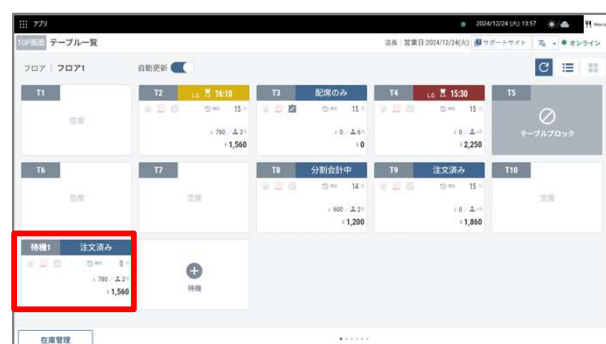 アプリ
2024/12/24 (火) 13:57
TOP画面 テーブル一覧
店長 営業日:2024/12/24(火) サポートサイト オンライン
フロア フロア1 自動更新
T1
空席
T2 L.O. 16:10
15
780 / 2
1,560
T3 配席のみ
15
0 / 6
0
T4 L.O. 15:30
15
0
2,250
T5
テーブルブロック
T6
空席
T7
空席
T8 分割会計中
14
600 / 2
1,200
T9 注文済み
15
0
1,860
T10
空席
待機1 注文済み
780 / 2
1,560
待機
在庫管理